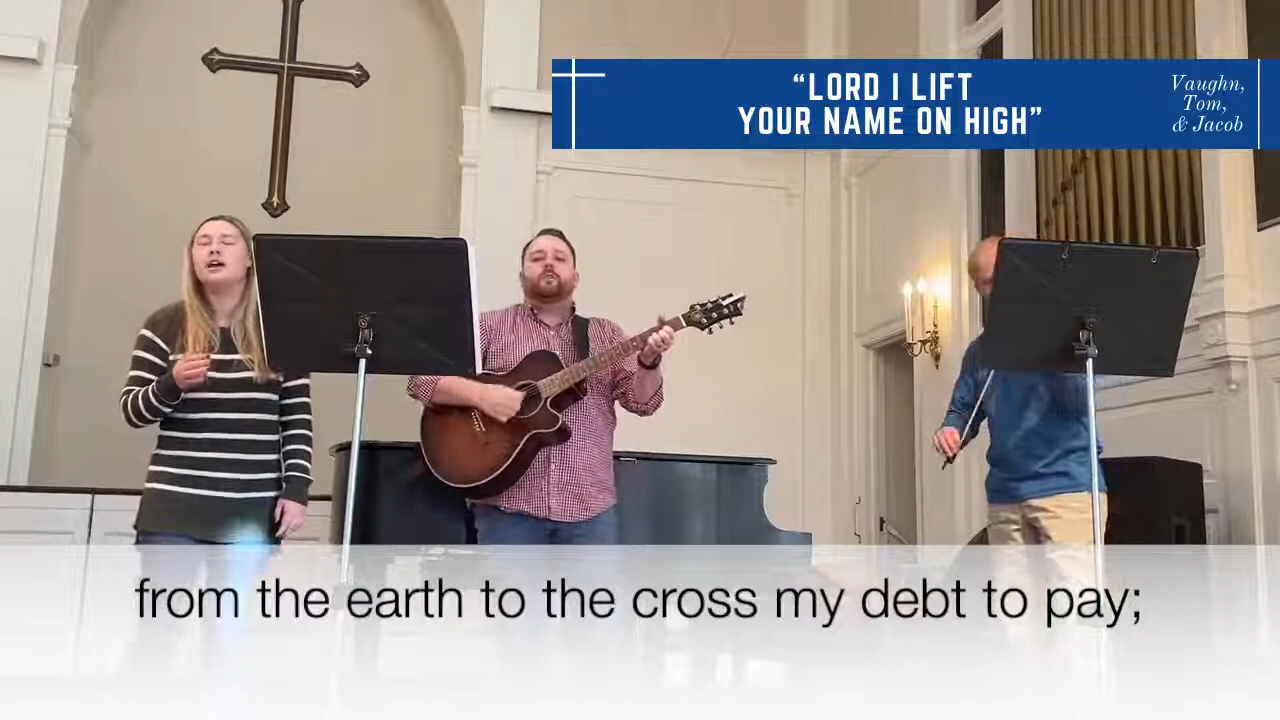 “LORD I LIFT
YOUR NAME ON HIGH”
Vaughn,
Tom,
& Jacob
from the earth to the cross my debt to pay;